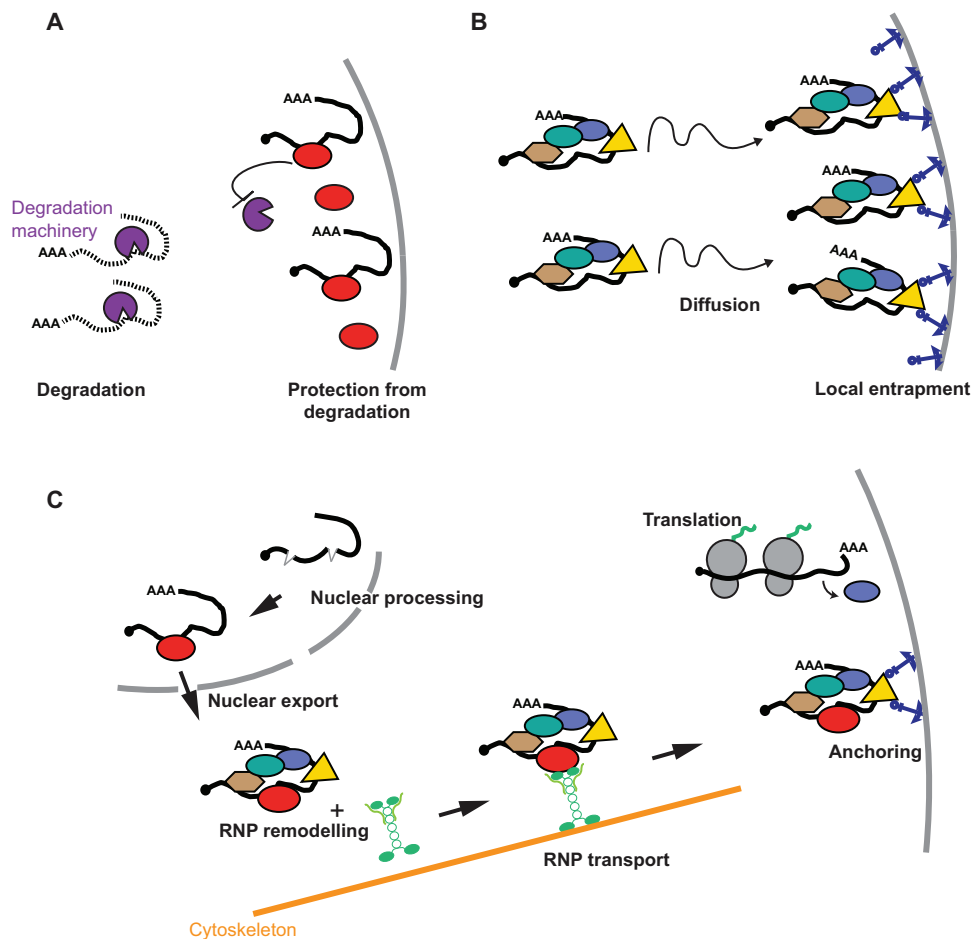 A
AAA
Degradation
machinery
AAA
AAA
AAA
Degradation
Protection from
degradation
B
AAA
AAA
AAA
AAA
AAA
Diffusion
Local entrapment
C
Translation
AAA
AAA
Nuclear processing
Nuclear export
AAA
AAA
AAA
Anchoring
+
RNP remodelling
RNP transport
Cytoskeleton